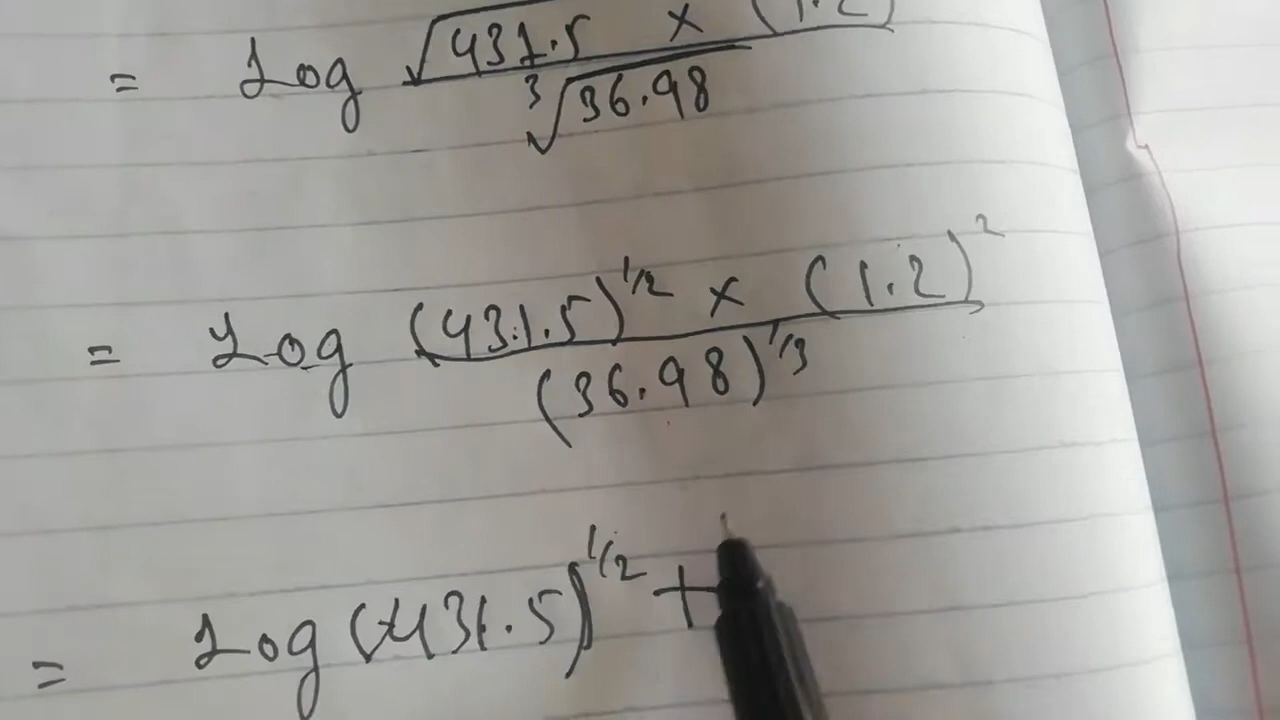 = Log √431.5 × (1.2)
∛36.98
= Log (431.5)^1/2 × (1.2)^2
(36.98)^1/3
= Log (431.5)^1/2 +